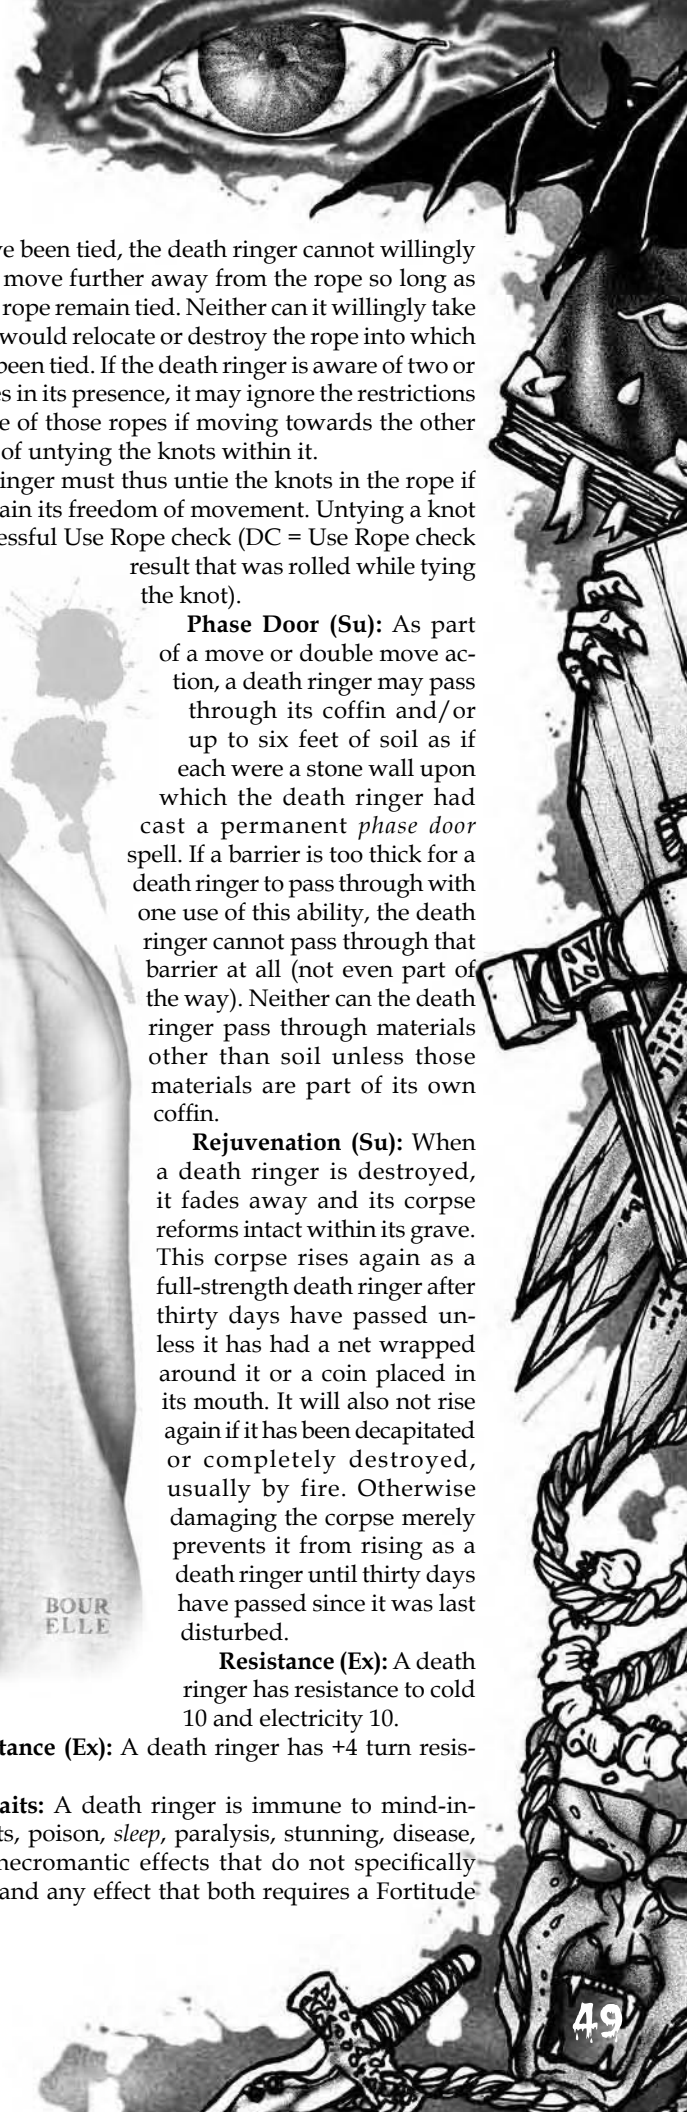 ve been tied, the death ringer cannot willingly
move further away from the rope so long as
rope remain tied. Neither can it willingly take
would relocate or destroy the rope into which
been tied. If the death ringer is aware of two or
es in its presence, it may ignore the restrictions
e of those ropes if moving towards the other
of untying the knots within it.
inger must thus untie the knots in the rope if
ain its freedom of movement. Untying a knot
essful Use Rope check (DC = Use Rope check
result that was rolled while tying
the knot).
Phase Door (Su): As part
of a move or double move ac-
tion, a death ringer may pass
through its coffin and/or
up to six feet of soil as if
each were a stone wall upon
which the death ringer had
cast a permanent phase door
spell. If a barrier is too thick for a
death ringer to pass through with
one use of this ability, the death
ringer cannot pass through that
barrier at all (not even part of
the way). Neither can the death
ringer pass through materials
other than soil unless those
materials are part of its own
coffin.
Rejuvenation (Su): When
a death ringer is destroyed,
it fades away and its corpse
reforms intact within its grave.
This corpse rises again as a
full-strength death ringer after
thirty days have passed un-
less it has had a net wrapped
around it or a coin placed in
its mouth. It will also not rise
again if it has been decapitated
or completely destroyed,
usually by fire. Otherwise
damaging the corpse merely
prevents it from rising as a
death ringer until thirty days
have passed since it was last
disturbed.
BOUR
ELLE
Resistance (Ex): A death
ringer has resistance to cold
10 and electricity 10.
tance (Ex): A death ringer has +4 turn resis-
aits: A death ringer is immune to mind-in-
ts, poison, sleep, paralysis, stunning, disease,
necromantic effects that do not specifically
and any effect that both requires a Fortitude
49